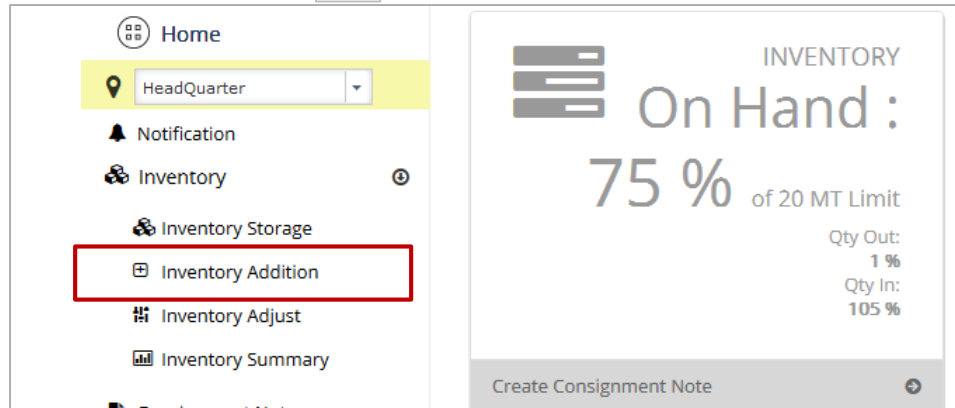 Home
HeadQuarter
Notification
Inventory
Inventory Storage
Inventory Addition
Inventory Adjust
Inventory Summary
INVENTORY
On Hand :
75 % of 20 MT Limit
Qty Out:
1 %
Qty In:
105 %
Create Consignment Note